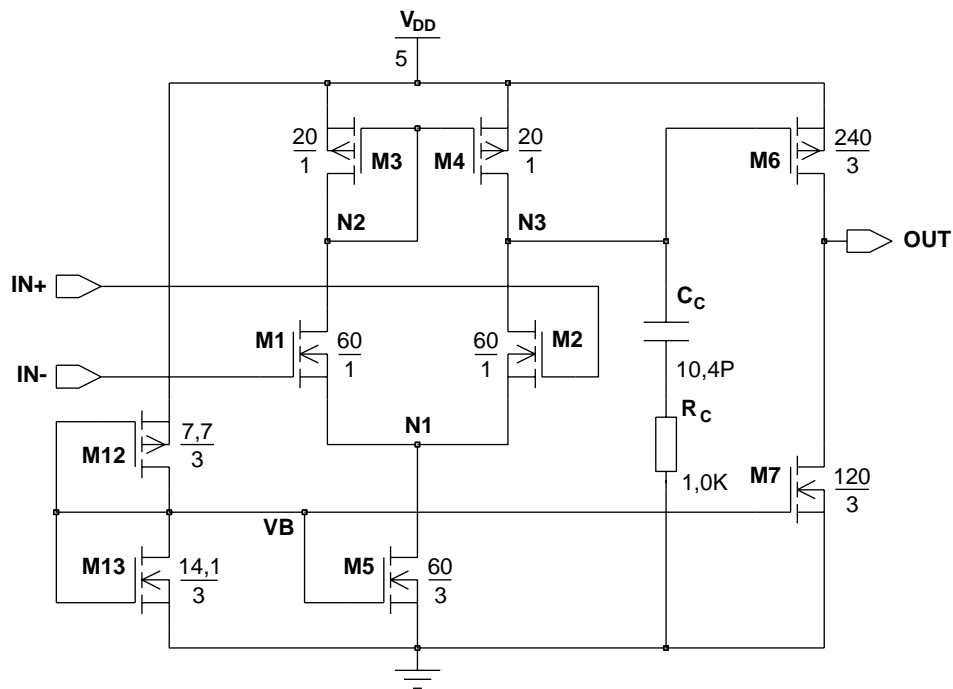 VDD
5
20
1
M3
M4
20
1
M6
240
3
N2
N3
OUT
IN+
CC
M1
60
1
60
1
M2
IN-
10,4P
N1
RC
M12
7,7
3
1,0K
M7
120
3
VB
M13
14,1
3
M5
60
3